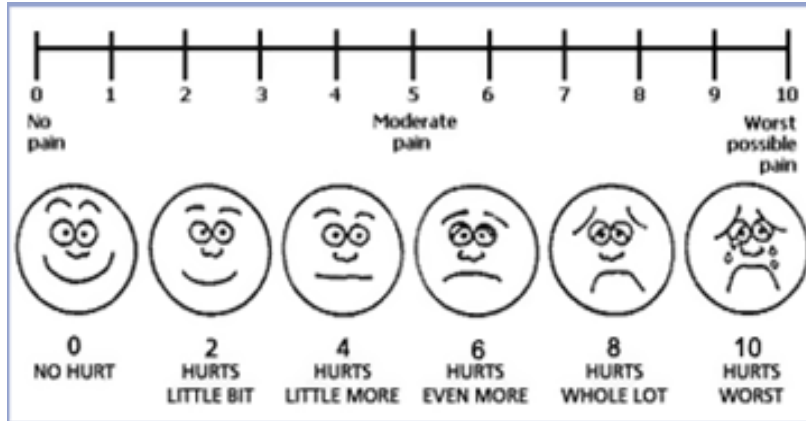 0 1 2 3 4 5 6 7 8 9 10
No pain
Moderate pain
Worst possible pain
0
NO HURT
2
HURTS
LITTLE BIT
4
HURTS
LITTLE MORE
6
HURTS
EVEN MORE
8
HURTS
WHOLE LOT
10
HURTS
WORST